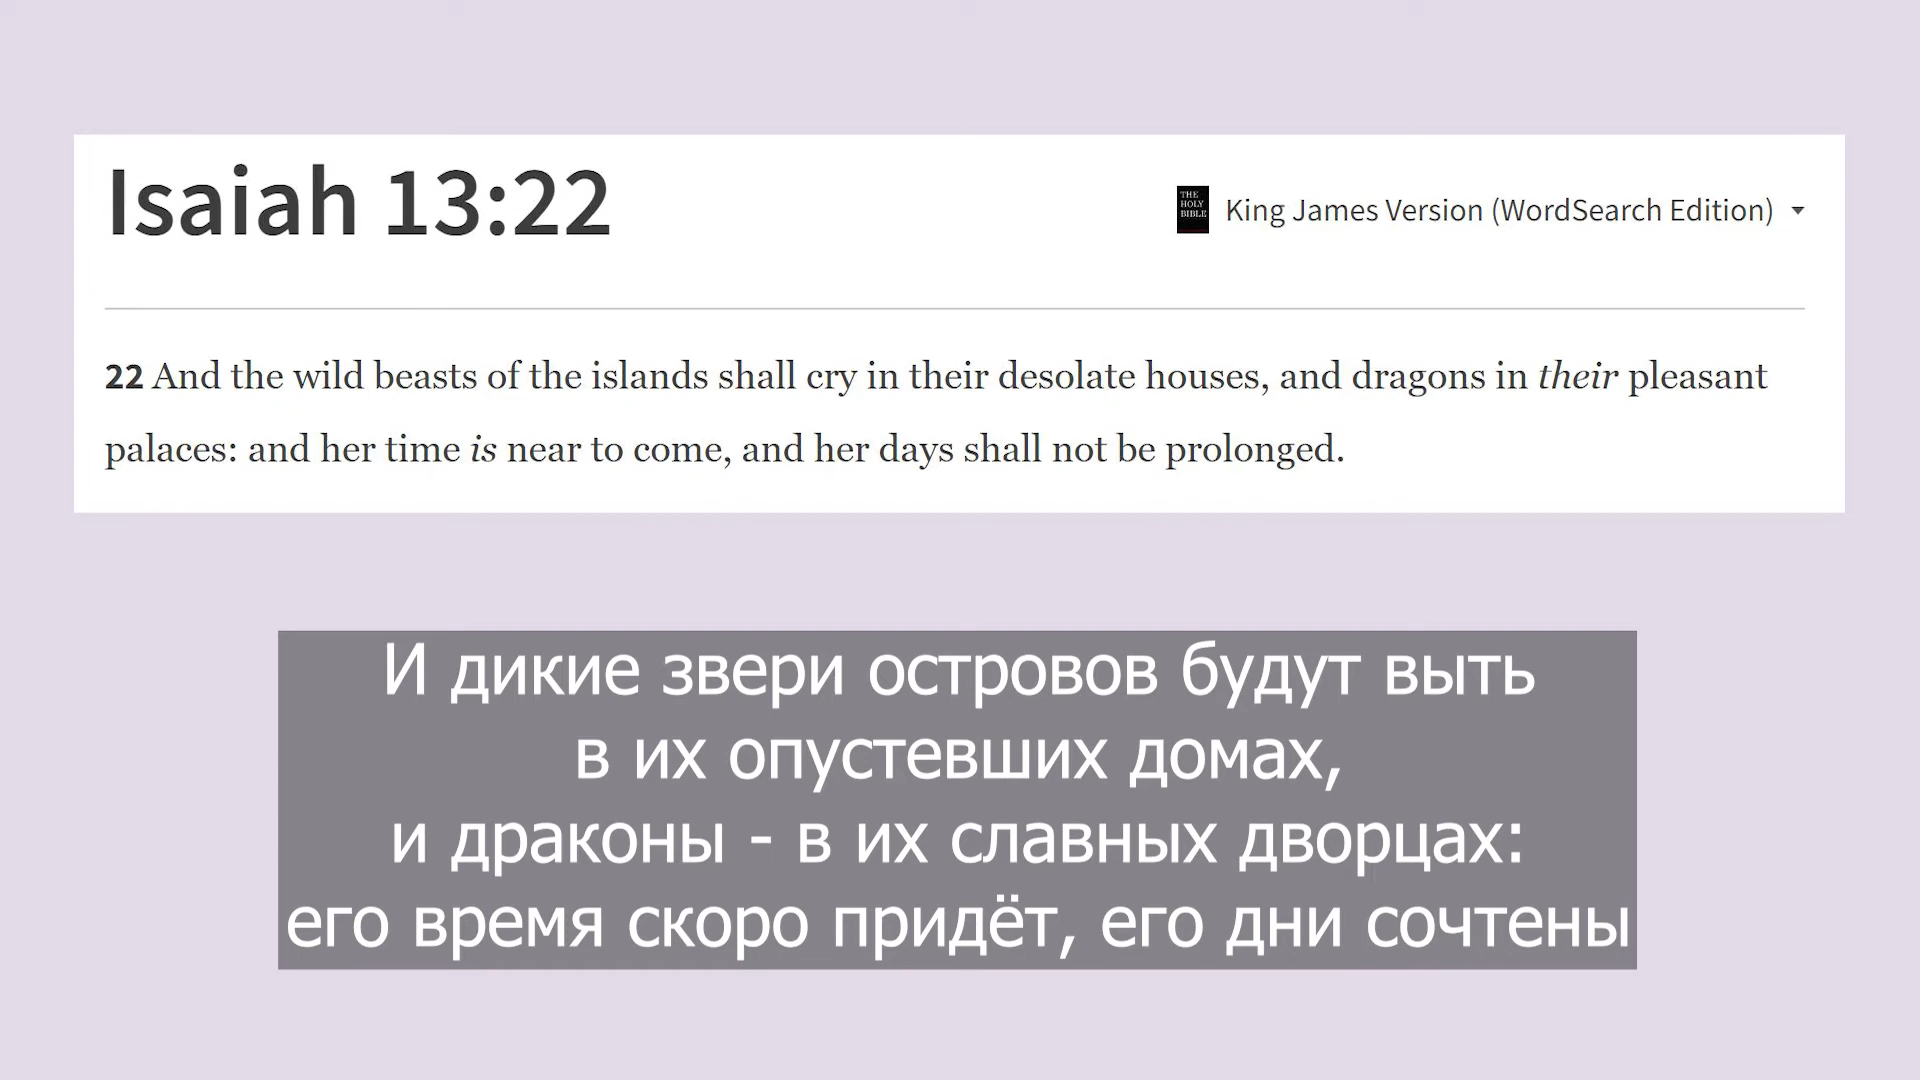 Isaiah 13:22
THE
HOLY
BIBLE
King James Version (WordSearch Edition)
22 And the wild beasts of the islands shall cry in their desolate houses, and dragons in their pleasant
palaces: and her time is near to come, and her days shall not be prolonged.
И дикие звери островов будут выть
в их опустевших домах,
и драконы - в их славных дворцах:
его время скоро придёт, его дни сочтены